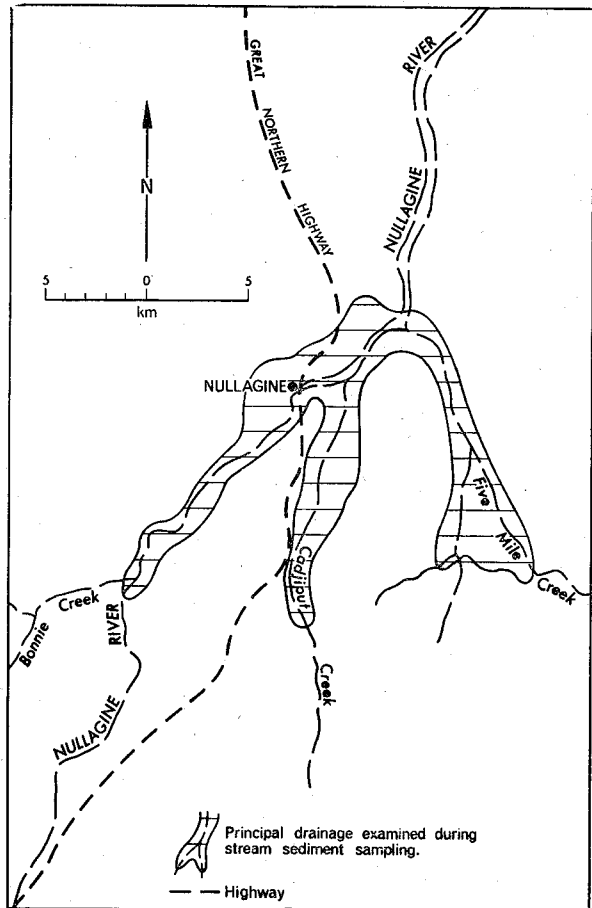 GREAT
NORTHERN
HIGHWAY
RIVER
NULLAGINE
N
5 0 5
km
NULLAGINE
Five
Mile
Creek
Cadjiput
Creek
Bonnie Creek
RIVER
NULLAGINE
Principal drainage examined during
stream sediment sampling.
Highway